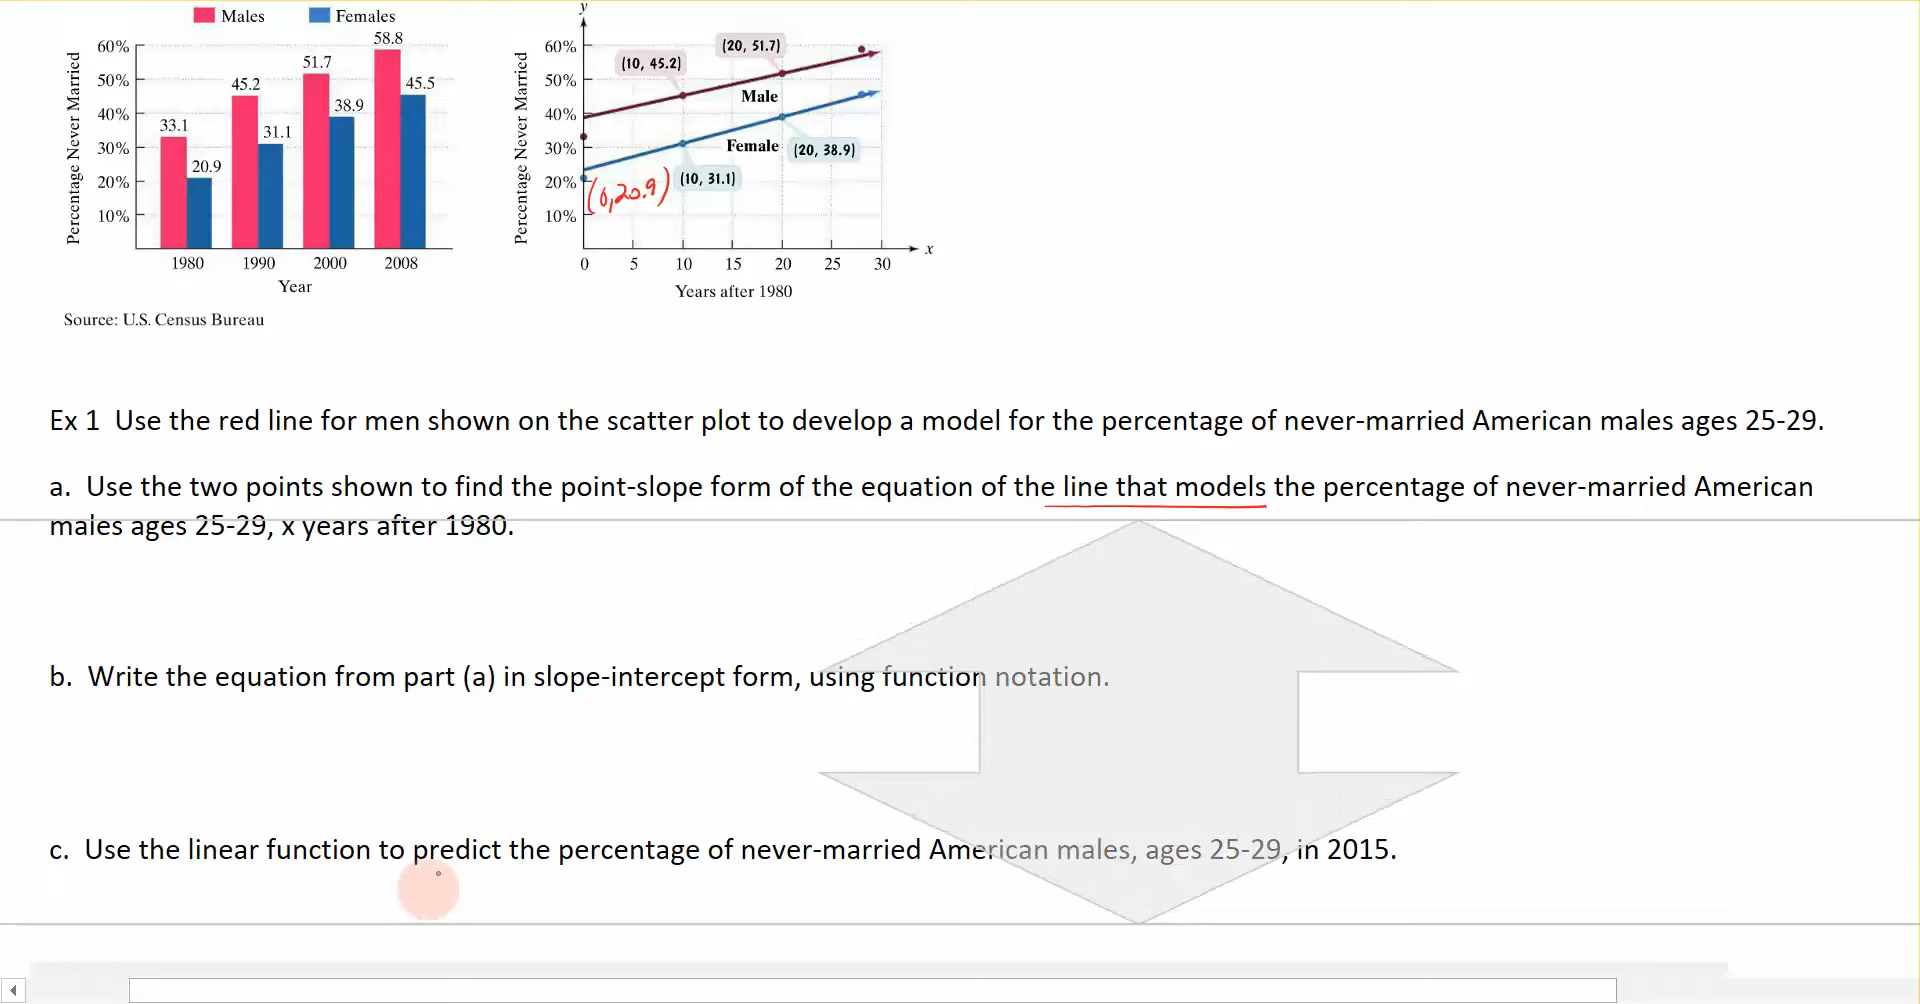 Males Females
Percentage Never Married
60%
50%
40%
30%
20%
10%
33.1
20.9
45.2
31.1
51.7
38.9
58.8
45.5
1980 1990 2000 2008
Year
Source: U.S. Census Bureau
y
Percentage Never Married
60%
50%
40%
30%
20%
10%
(10, 45.2)
(20, 51.7)
Male
Female
(20, 38.9)
(10, 31.1)
(0,20.9)
0 5 10 15 20 25 30
x
Years after 1980
Ex 1 Use the red line for men shown on the scatter plot to develop a model for the percentage of never-married American males ages 25-29.
a. Use the two points shown to find the point-slope form of the equation of the line that models the percentage of never-married American
males ages 25-29, x years after 1980.
b. Write the equation from part (a) in slope-intercept form, using function notation.
c. Use the linear function to predict the percentage of never-married American males, ages 25-29, in 2015.